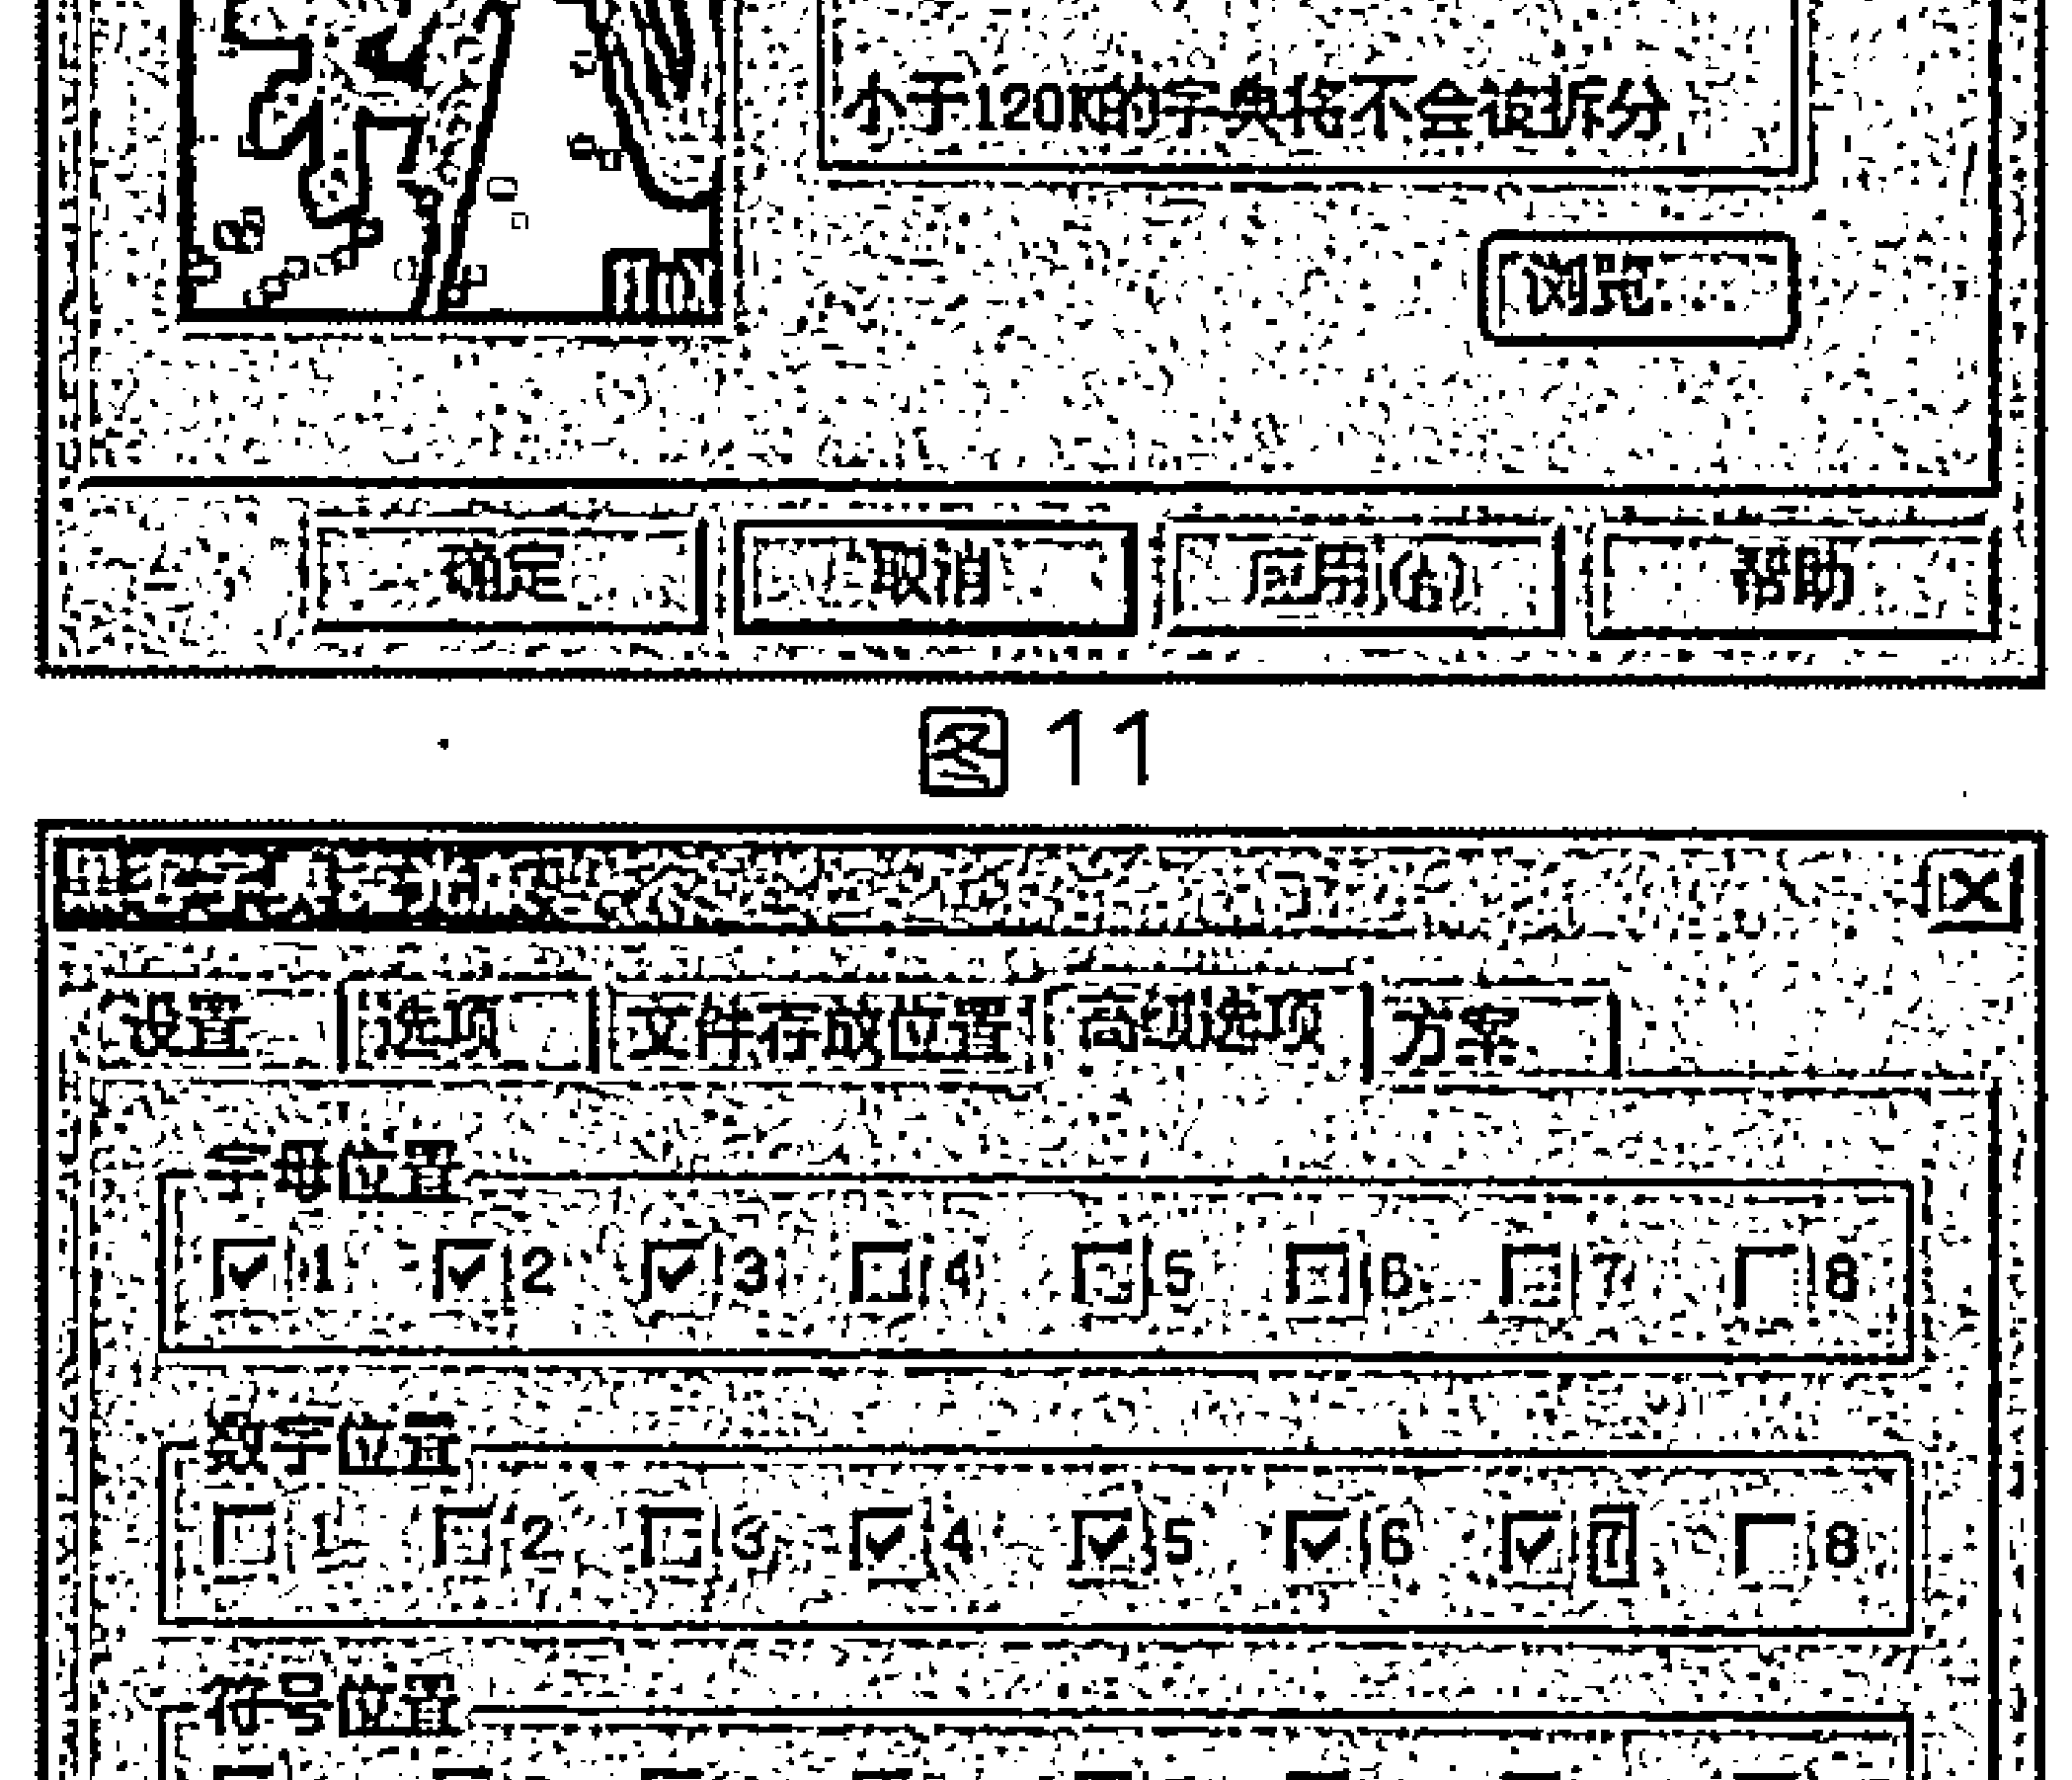 小于120K的字典将不会被拆分
浏览
确定 取消 应用(A) 帮助
图11
设置 选项 文件存放位置 高级选项 方案
字母位置
1 2 3 4 5 6 7 8
数字位置
1 2 3 4 5 6 7 8
符号位置